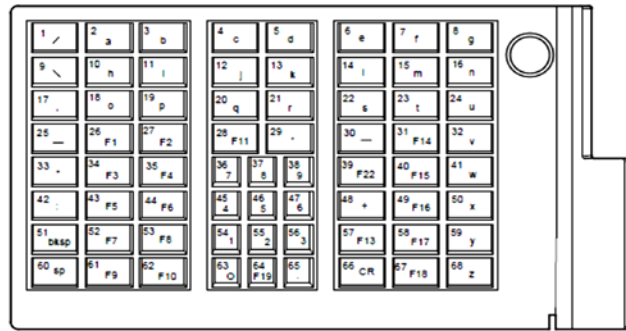 1 / 2 a 3 b 4 c 5 d 6 e 7 f 8 g
9 \ 10 h 11 i 12 j 13 k 14 l 15 m 16 n
17 , 18 o 19 p 20 q 21 r 22 s 23 t 24 u
25 — 26 F1 27 F2 28 F11 29 . 30 — 31 F14 32 v
33 . 34 F3 35 F4 36 7 37 8 38 9 39 F22 40 F15 41 w
42 : 43 F5 44 F6 45 4 46 5 47 6 48 + 49 F16 50 x
51 bksp 52 F7 53 F8 54 1 55 2 56 3 57 F13 58 F17 59 y
60 sp 61 F9 62 F10 63 O 64 F19 65 . 66 CR 67 F18 68 z